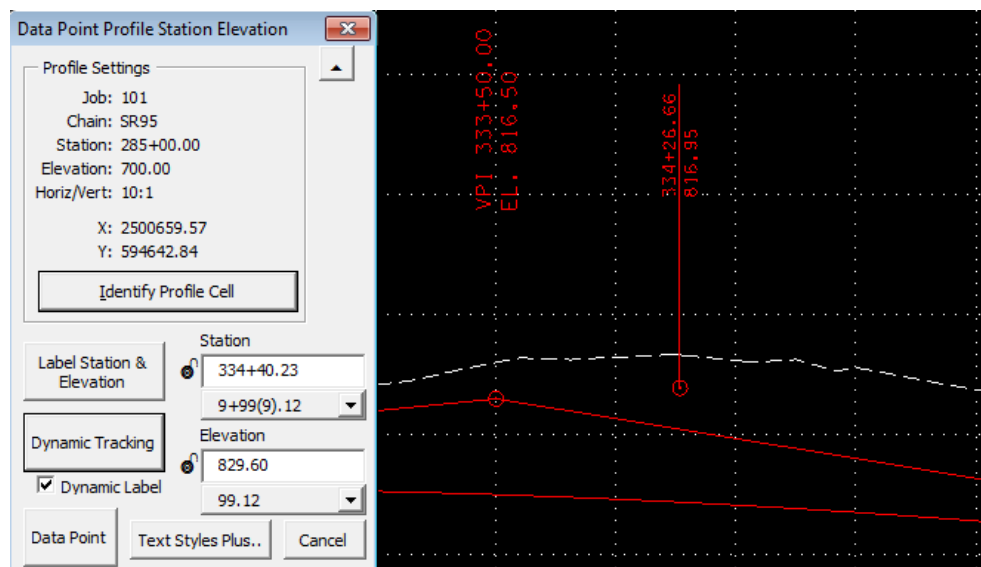 Data Point Profile Station Elevation
Profile Settings
Job: 101
Chain: SR95
Station: 285+00.00
Elevation: 700.00
Horiz/Vert: 10:1
X: 2500659.57
Y: 594642.84
Identify Profile Cell
Label Station &
Elevation
Station
334+40.23
9+99(9).12
Dynamic Tracking
Elevation
829.60
Dynamic Label
99.12
Data Point
Text Styles Plus..
Cancel
VPI 333+50.00
EL. 816.50
334+26.66
816.95